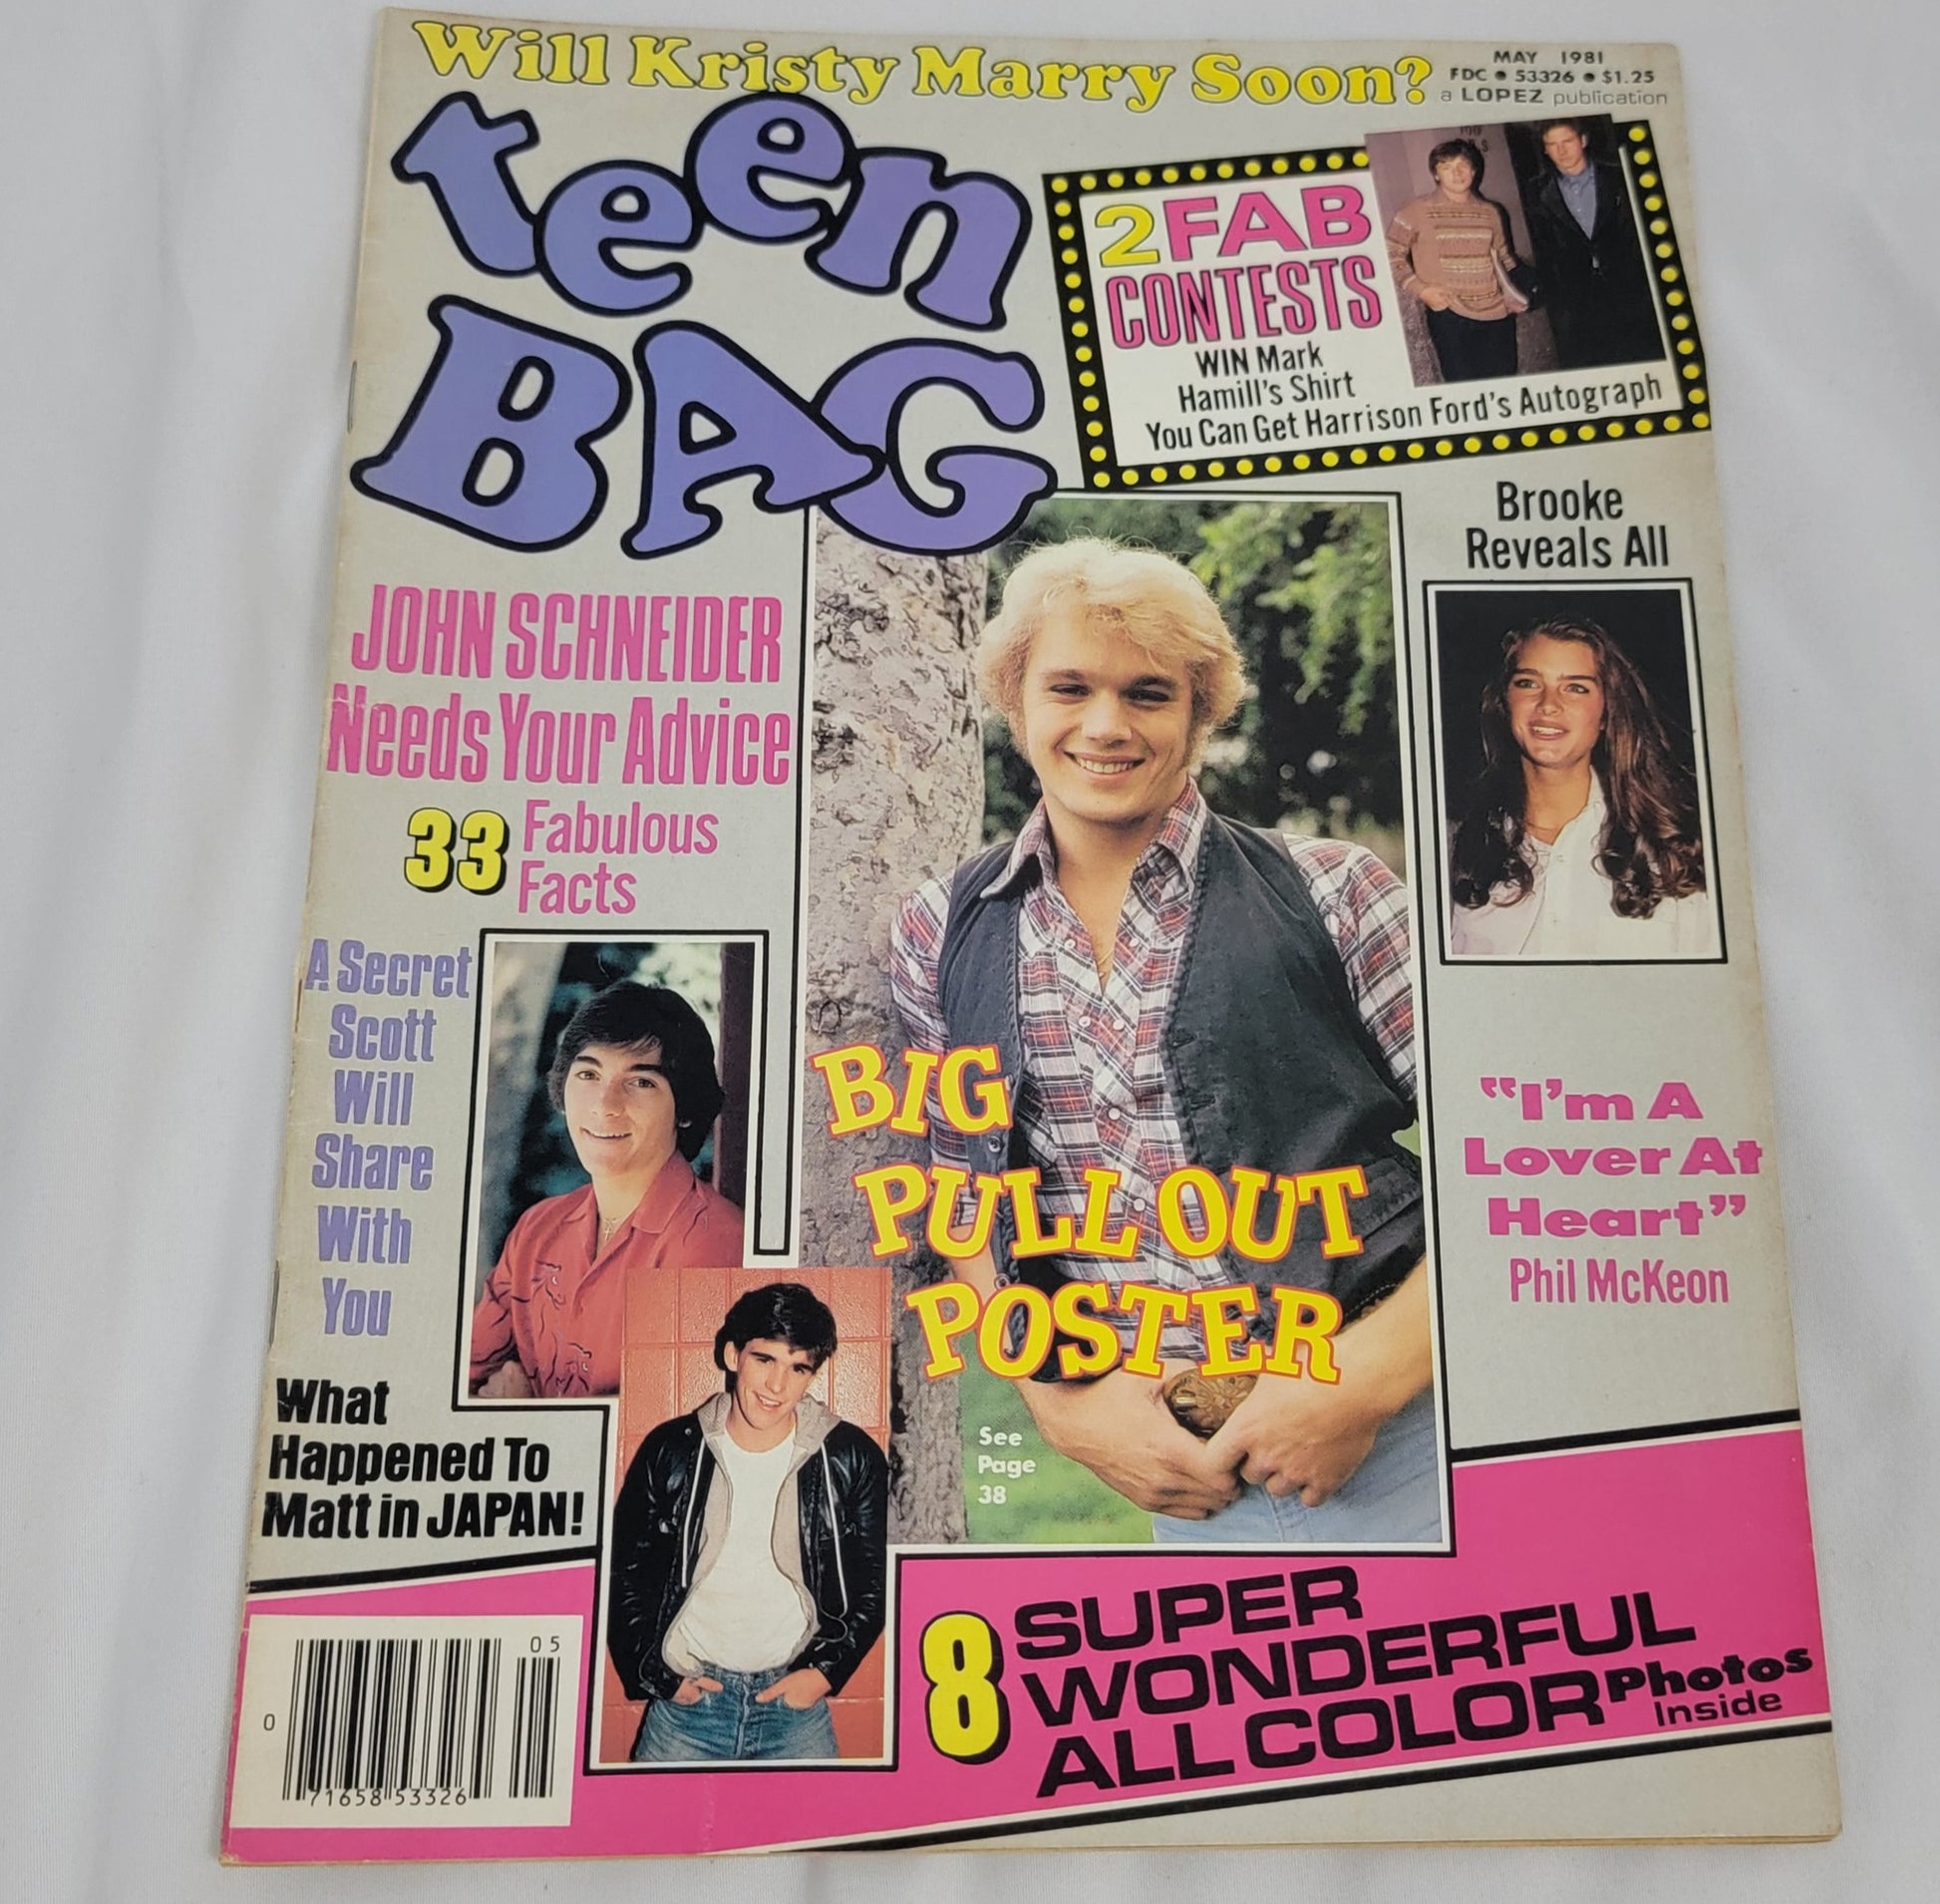 Will Kristy Marry Soon?
MAY 1981
FDC • 53326 • $1.25
a LOPEZ publication
teen
BAG
2 FAB
CONTESTS
WIN Mark
Hamill's Shirt
You Can Get Harrison Ford's Autograph
Brooke
Reveals All
JOHN SCHNEIDER
Needs Your Advice
33 Fabulous
Facts
A Secret
Scott
Will
Share
With
You
BIG
PULL OUT
POSTER
See
Page
38
"I'm A
Lover At
Heart"
Phil McKeon
What
Happened To
Matt in JAPAN!
8 SUPER
WONDERFUL
ALL COLOR Photos
Inside
05
0
71658 53326